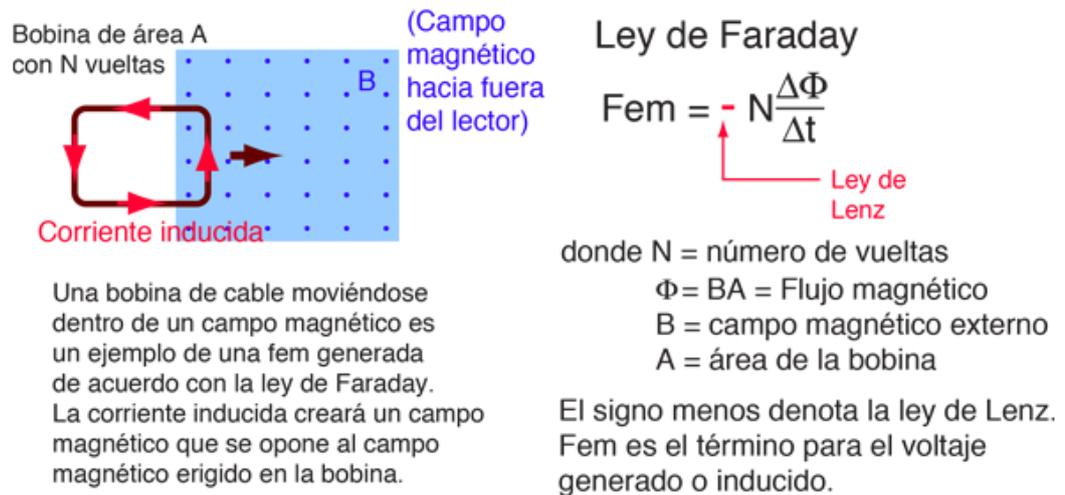 Bobina de área A
con N vueltas
B
(Campo
magnético
hacia fuera
del lector)
Corriente inducida
Una bobina de cable moviéndose
dentro de un campo magnético es
un ejemplo de una fem generada
de acuerdo con la ley de Faraday.
La corriente inducida creará un campo
magnético que se opone al campo
magnético erigido en la bobina.
Ley de Faraday
Fem = - N ΔΦ/Δt
Ley de
Lenz
donde N = número de vueltas
Φ= BA = Flujo magnético
B = campo magnético externo
A = área de la bobina
El signo menos denota la ley de Lenz.
Fem es el término para el voltaje
generado o inducido.